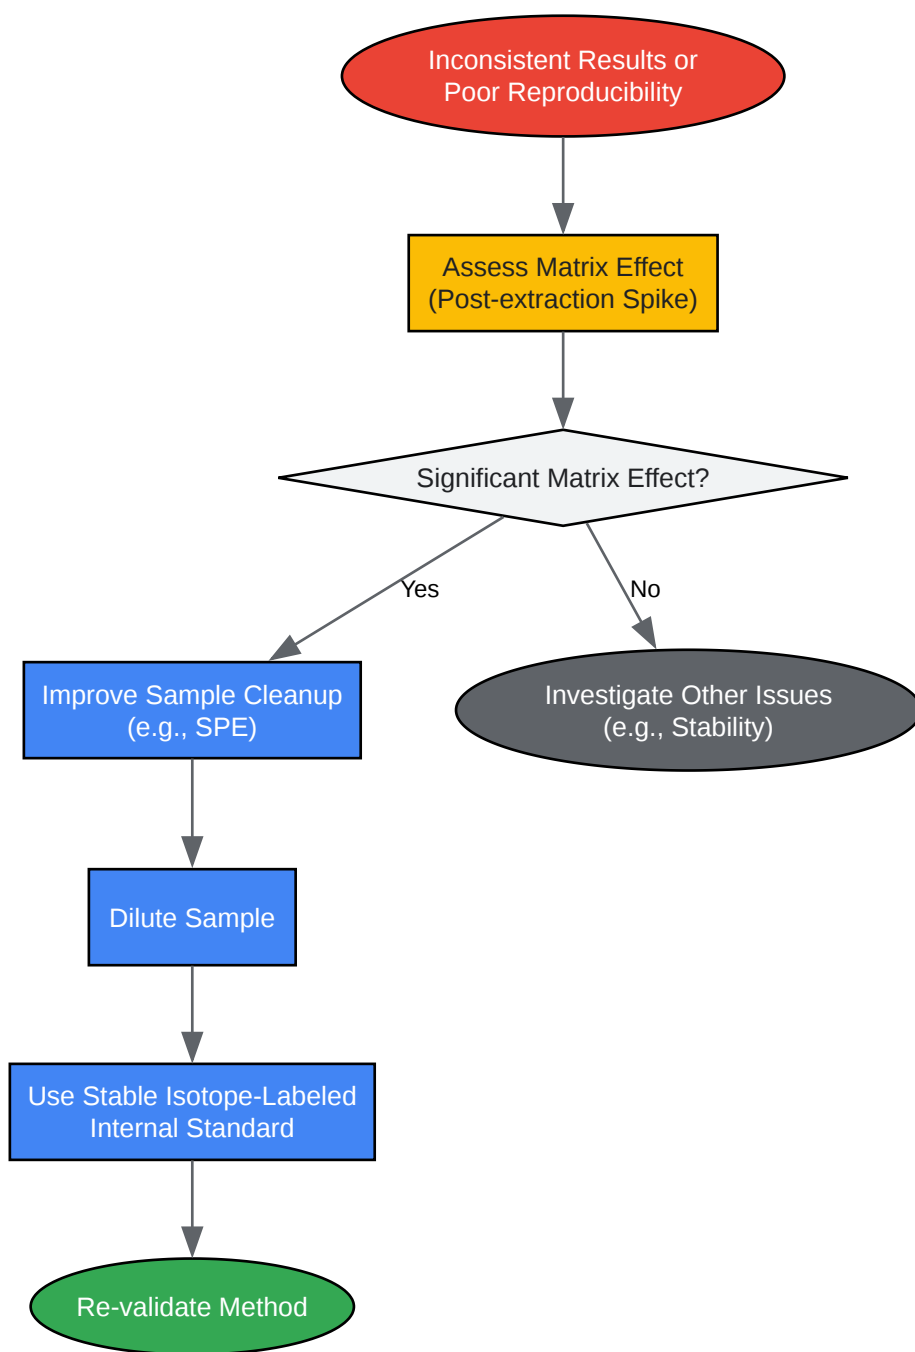 Inconsistent Results or
Poor Reproducibility
Assess Matrix Effect
(Post-extraction Spike)
Significant Matrix Effect?
Yes
No
Improve Sample Cleanup
(e.g., SPE)
Investigate Other Issues
(e.g., Stability)
Dilute Sample
Use Stable Isotope-Labeled
Internal Standard
Re-validate Method